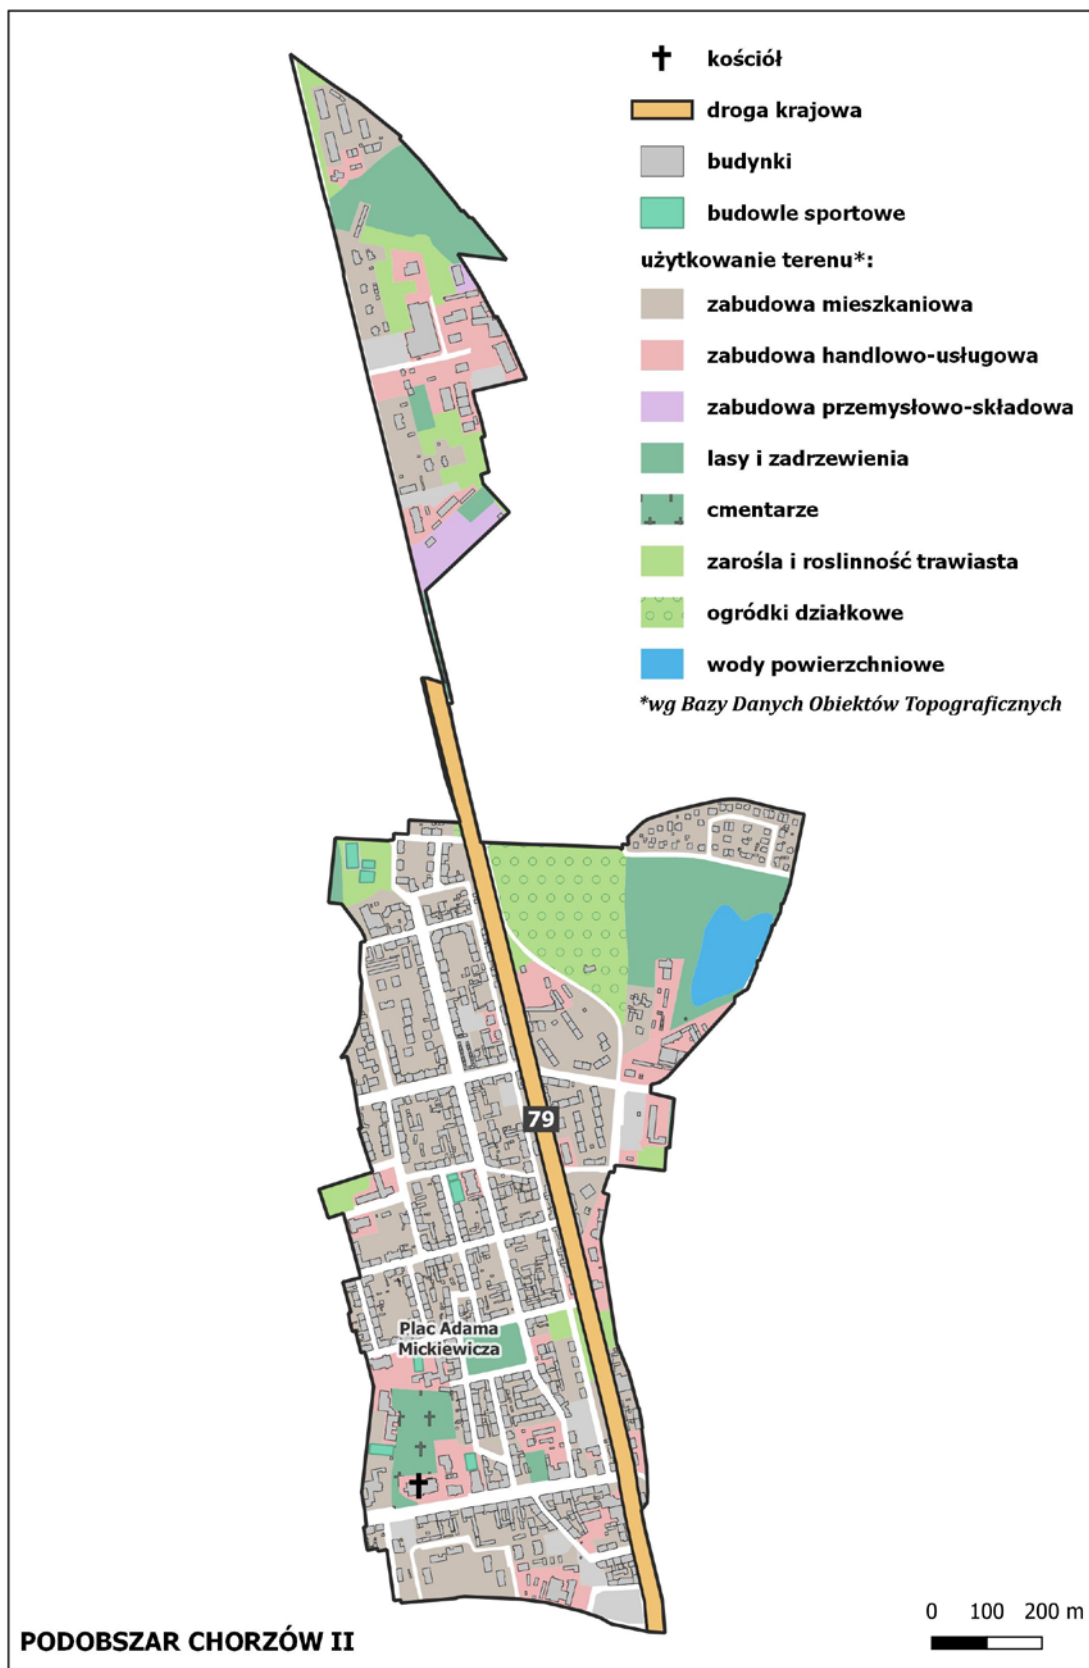 kościół
droga krajowa
budynki
budowle sportowe
użytkowanie terenu*:
zabudowa mieszkaniowa
zabudowa handlowo-usługowa
zabudowa przemysłowo-składowa
lasy i zadrzewienia
cmentarze
zarośla i roslinność trawiasta
ogródki działkowe
wody powierzchniowe
*wg Bazy Danych Obiektów Topograficznych
79
Plac Adama
Mickiewicza
PODOBSZAR CHORZÓW II
0 100 200 m